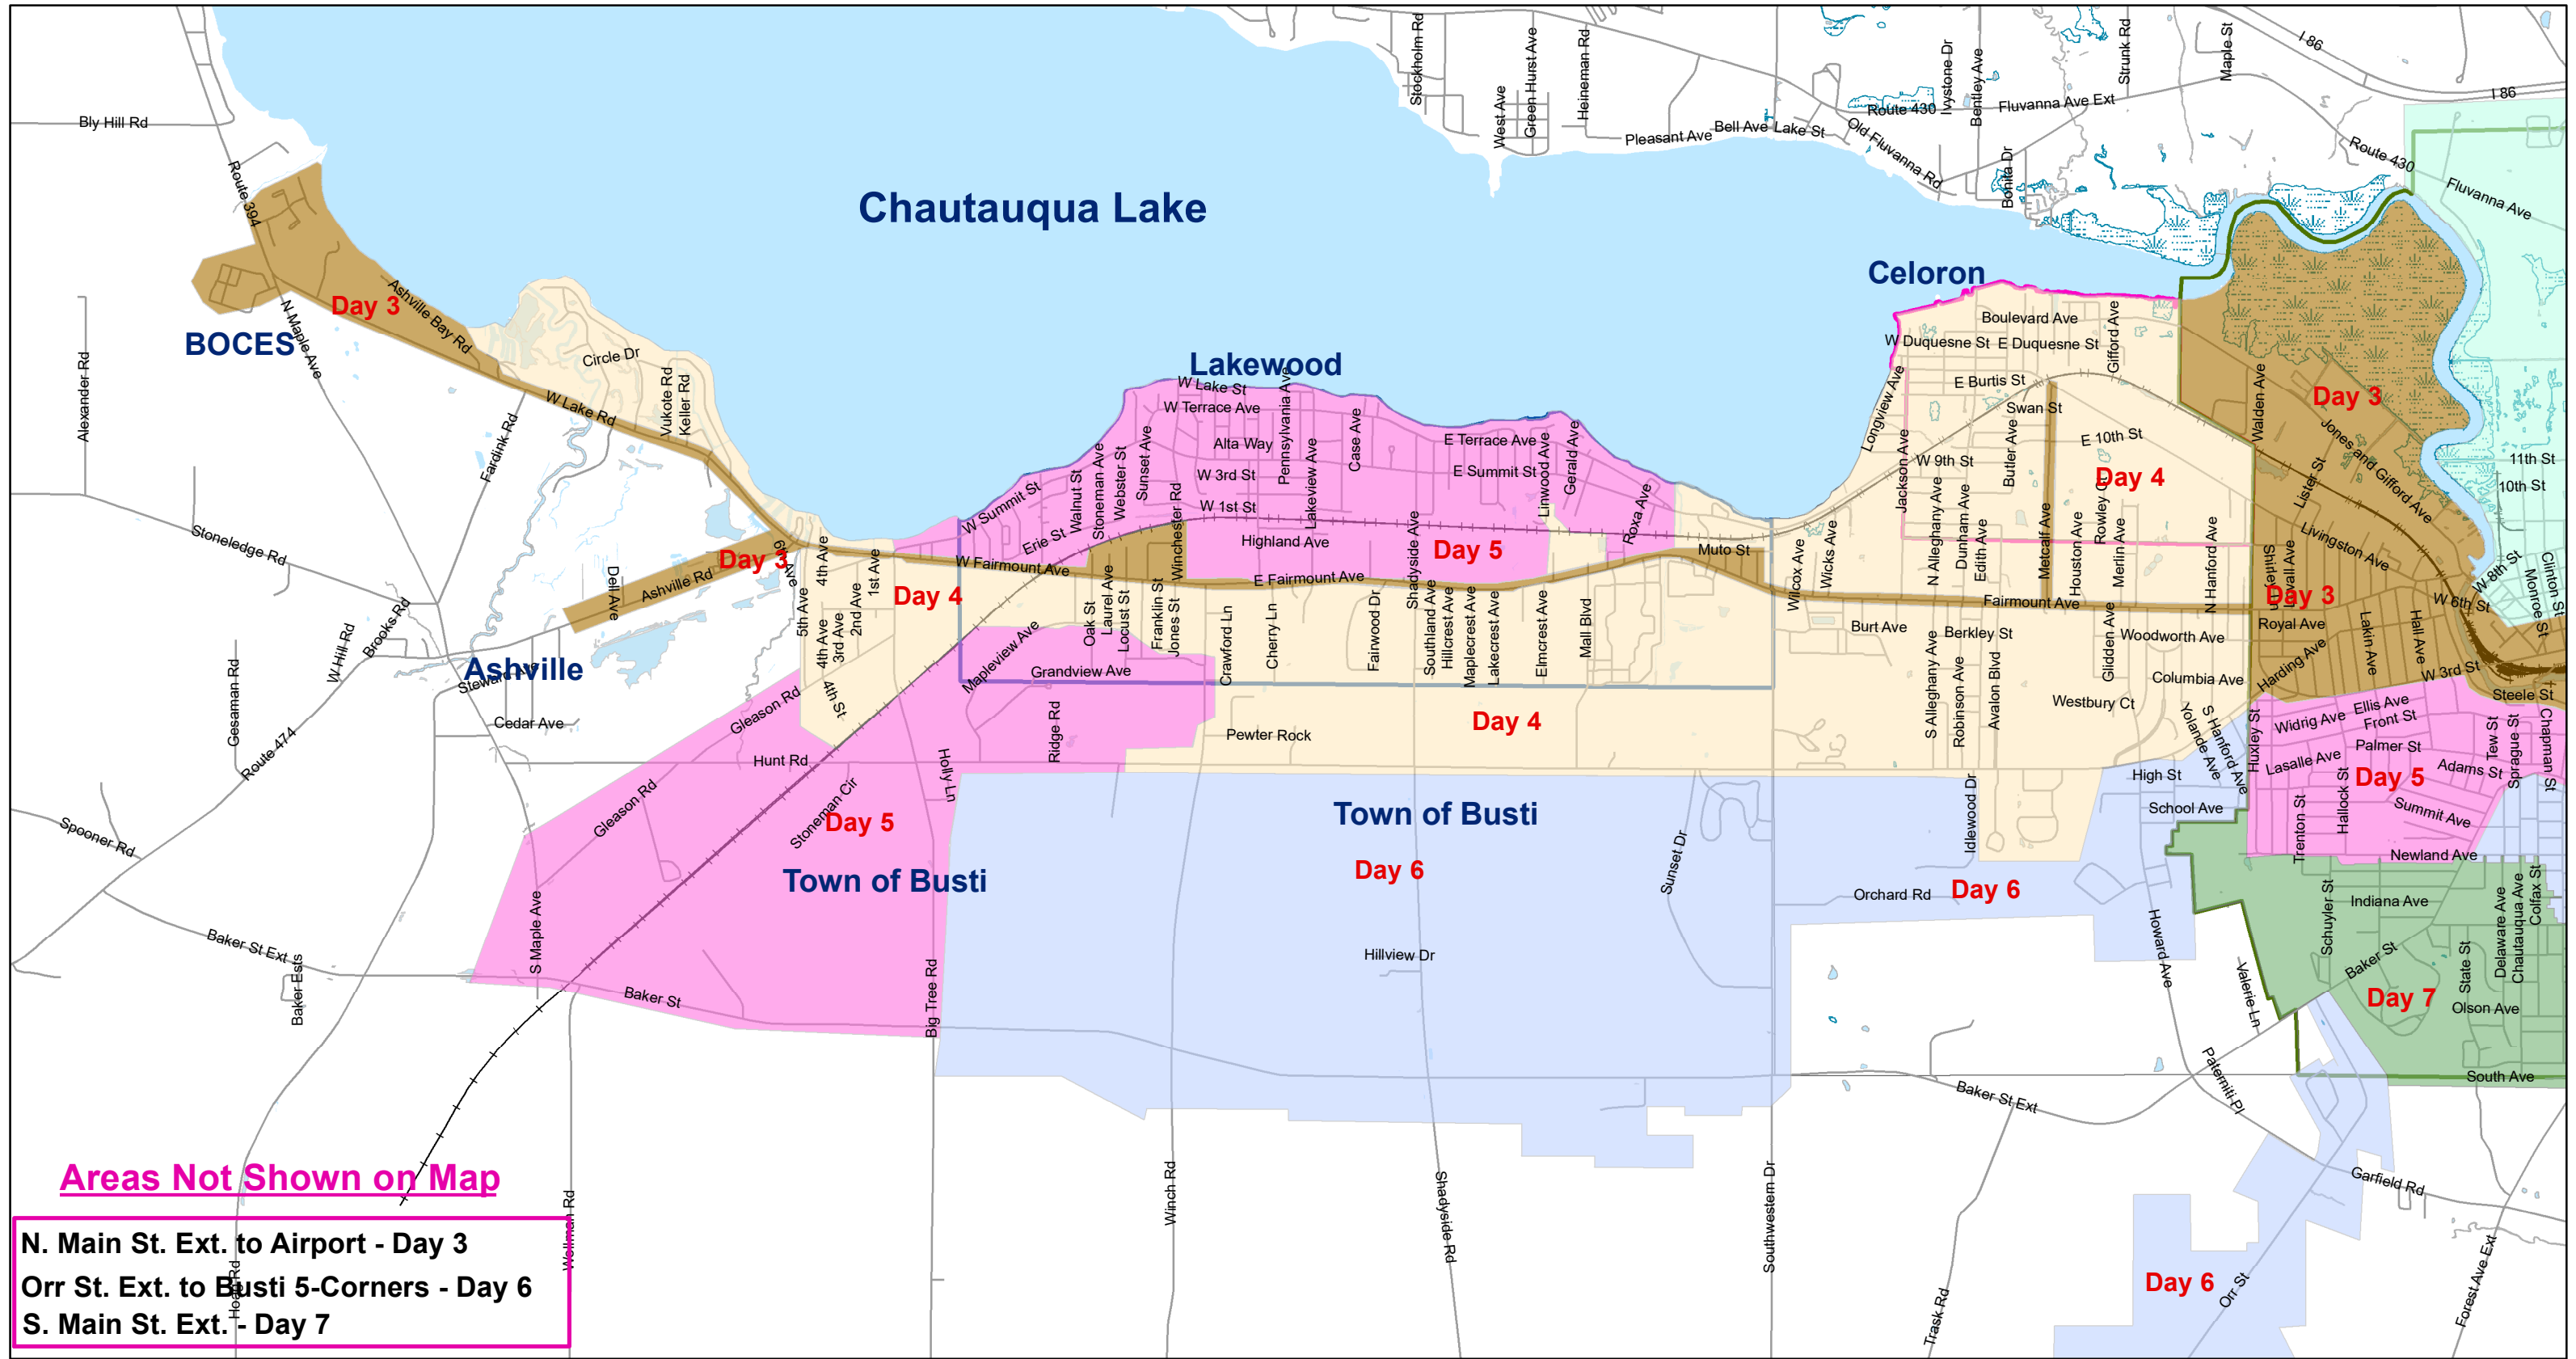 Stockholm Rd
West Ave
Green Hurst Ave
Heineman Rd
Ivystone Dr
Bentley Ave
Strunk Rd
Maple St
I 86
I 86
Bly Hill Rd
Pleasant Ave
Bell Ave
Lake St
Old Fluvanna Rd
Route 430
Fluvanna Ave Ext
Bonita Dr
Route 430
Fluvanna Ave
Route 394
Chautauqua Lake
Celoron
Day 3
Ashville Bay Rd
BOCES
N Maple Ave
Alexander Rd
Circle Dr
Vukote Rd
Keller Rd
W Lake Rd
Fardink Rd
Lakewood
W Lake St
W Terrace Ave
Alta Way
Pennsylvania Ave
Case Ave
E Terrace Ave
E Summit St
Linwood Ave
Gerald Ave
Roxa Ave
W 3rd St
W 1st St
Lakeview Ave
W Summit St
Erie St
Walnut St
Stoneman Ave
Webster St
Sunset Ave
Winchester Rd
Highland Ave
Shadyside Ave
Day 5
Muto St
Boulevard Ave
W Duquesne St
E Duquesne St
Gifford Ave
E Burtis St
Swan St
Longview Ave
Jackson Ave
W 9th St
Butler Ave
E 10th St
Day 4
N Alleghany Ave
Dunham Ave
Edith Ave
Metcalf Ave
Houston Ave
Rowley Ct
Merlin Ave
N Hanford Ave
Wilcox Ave
Wicks Ave
Walden Ave
Day 3
Jones and Gifford Ave
Lister St
Livingston Ave
11th St
10th St
W 8th St
Clinton St
Monroe St
W 6th St
Day 3
Royal Ave
Lakin Ave
Hall Ave
Harding Ave
W 3rd St
Steele St
Stoneledge Rd
Dell Ave
Ashville Rd
Day 3
6th Ave
5th Ave
4th Ave
4th Ave
3rd Ave
2nd Ave
1st Ave
4th St
Day 4
W Fairmount Ave
E Fairmount Ave
Fairmount Ave
Brooks Rd
W Hill Rd
Gesaman Rd
Route 474
Ashville
Cedar Ave
Gleason Rd
Gleason Rd
Hunt Rd
Mapleview Ave
Oak St
Laurel Ave
Locust St
Franklin St
Jones St
Grandview Ave
Ridge Rd
Holly Ln
Crawford Ln
Cherry Ln
Fairwood Dr
Southland Ave
Hillcrest Ave
Maplecrest Ave
Lakecrest Ave
Elmcrest Ave
Mall Blvd
Pewter Rock
Day 4
Burt Ave
Berkley St
S Alleghany Ave
Robinson Ave
Avalon Blvd
Glidden Ave
Woodworth Ave
Columbia Ave
Westbury Ct
Yolande Ave
S Hanford Ave
Huxley St
Widrig Ave
Ellis Ave
Front St
Palmer St
Lasalle Ave
Day 5
Adams St
Tew St
Sprague St
Chapman St
Trenton St
Hallock St
Summit Ave
Newland Ave
High St
School Ave
Idlewood Dr
Spooner Rd
Stoneman Cir
Day 5
Town of Busti
Town of Busti
Day 6
Sunset Dr
Orchard Rd
Day 6
Hillview Dr
Howard Ave
Valerie Ln
Schuyler St
Indiana Ave
Baker St
State St
Delaware Ave
Chautauqua Ave
Colfax St
Day 7
Olson Ave
South Ave
Baker St Ext
Baker Ests
S Maple Ave
Baker St
Big Tree Rd
Baker St Ext
Paterniti Pl
Garfield Rd
Hoag Rd
Wellman Rd
Winch Rd
Shadyside Rd
Southwestern Dr
Trask Rd
Day 6
Orr St
Forest Ave Ext
Areas Not Shown on Map
N. Main St. Ext. to Airport - Day 3
Orr St. Ext. to Busti 5-Corners - Day 6
S. Main St. Ext. - Day 7